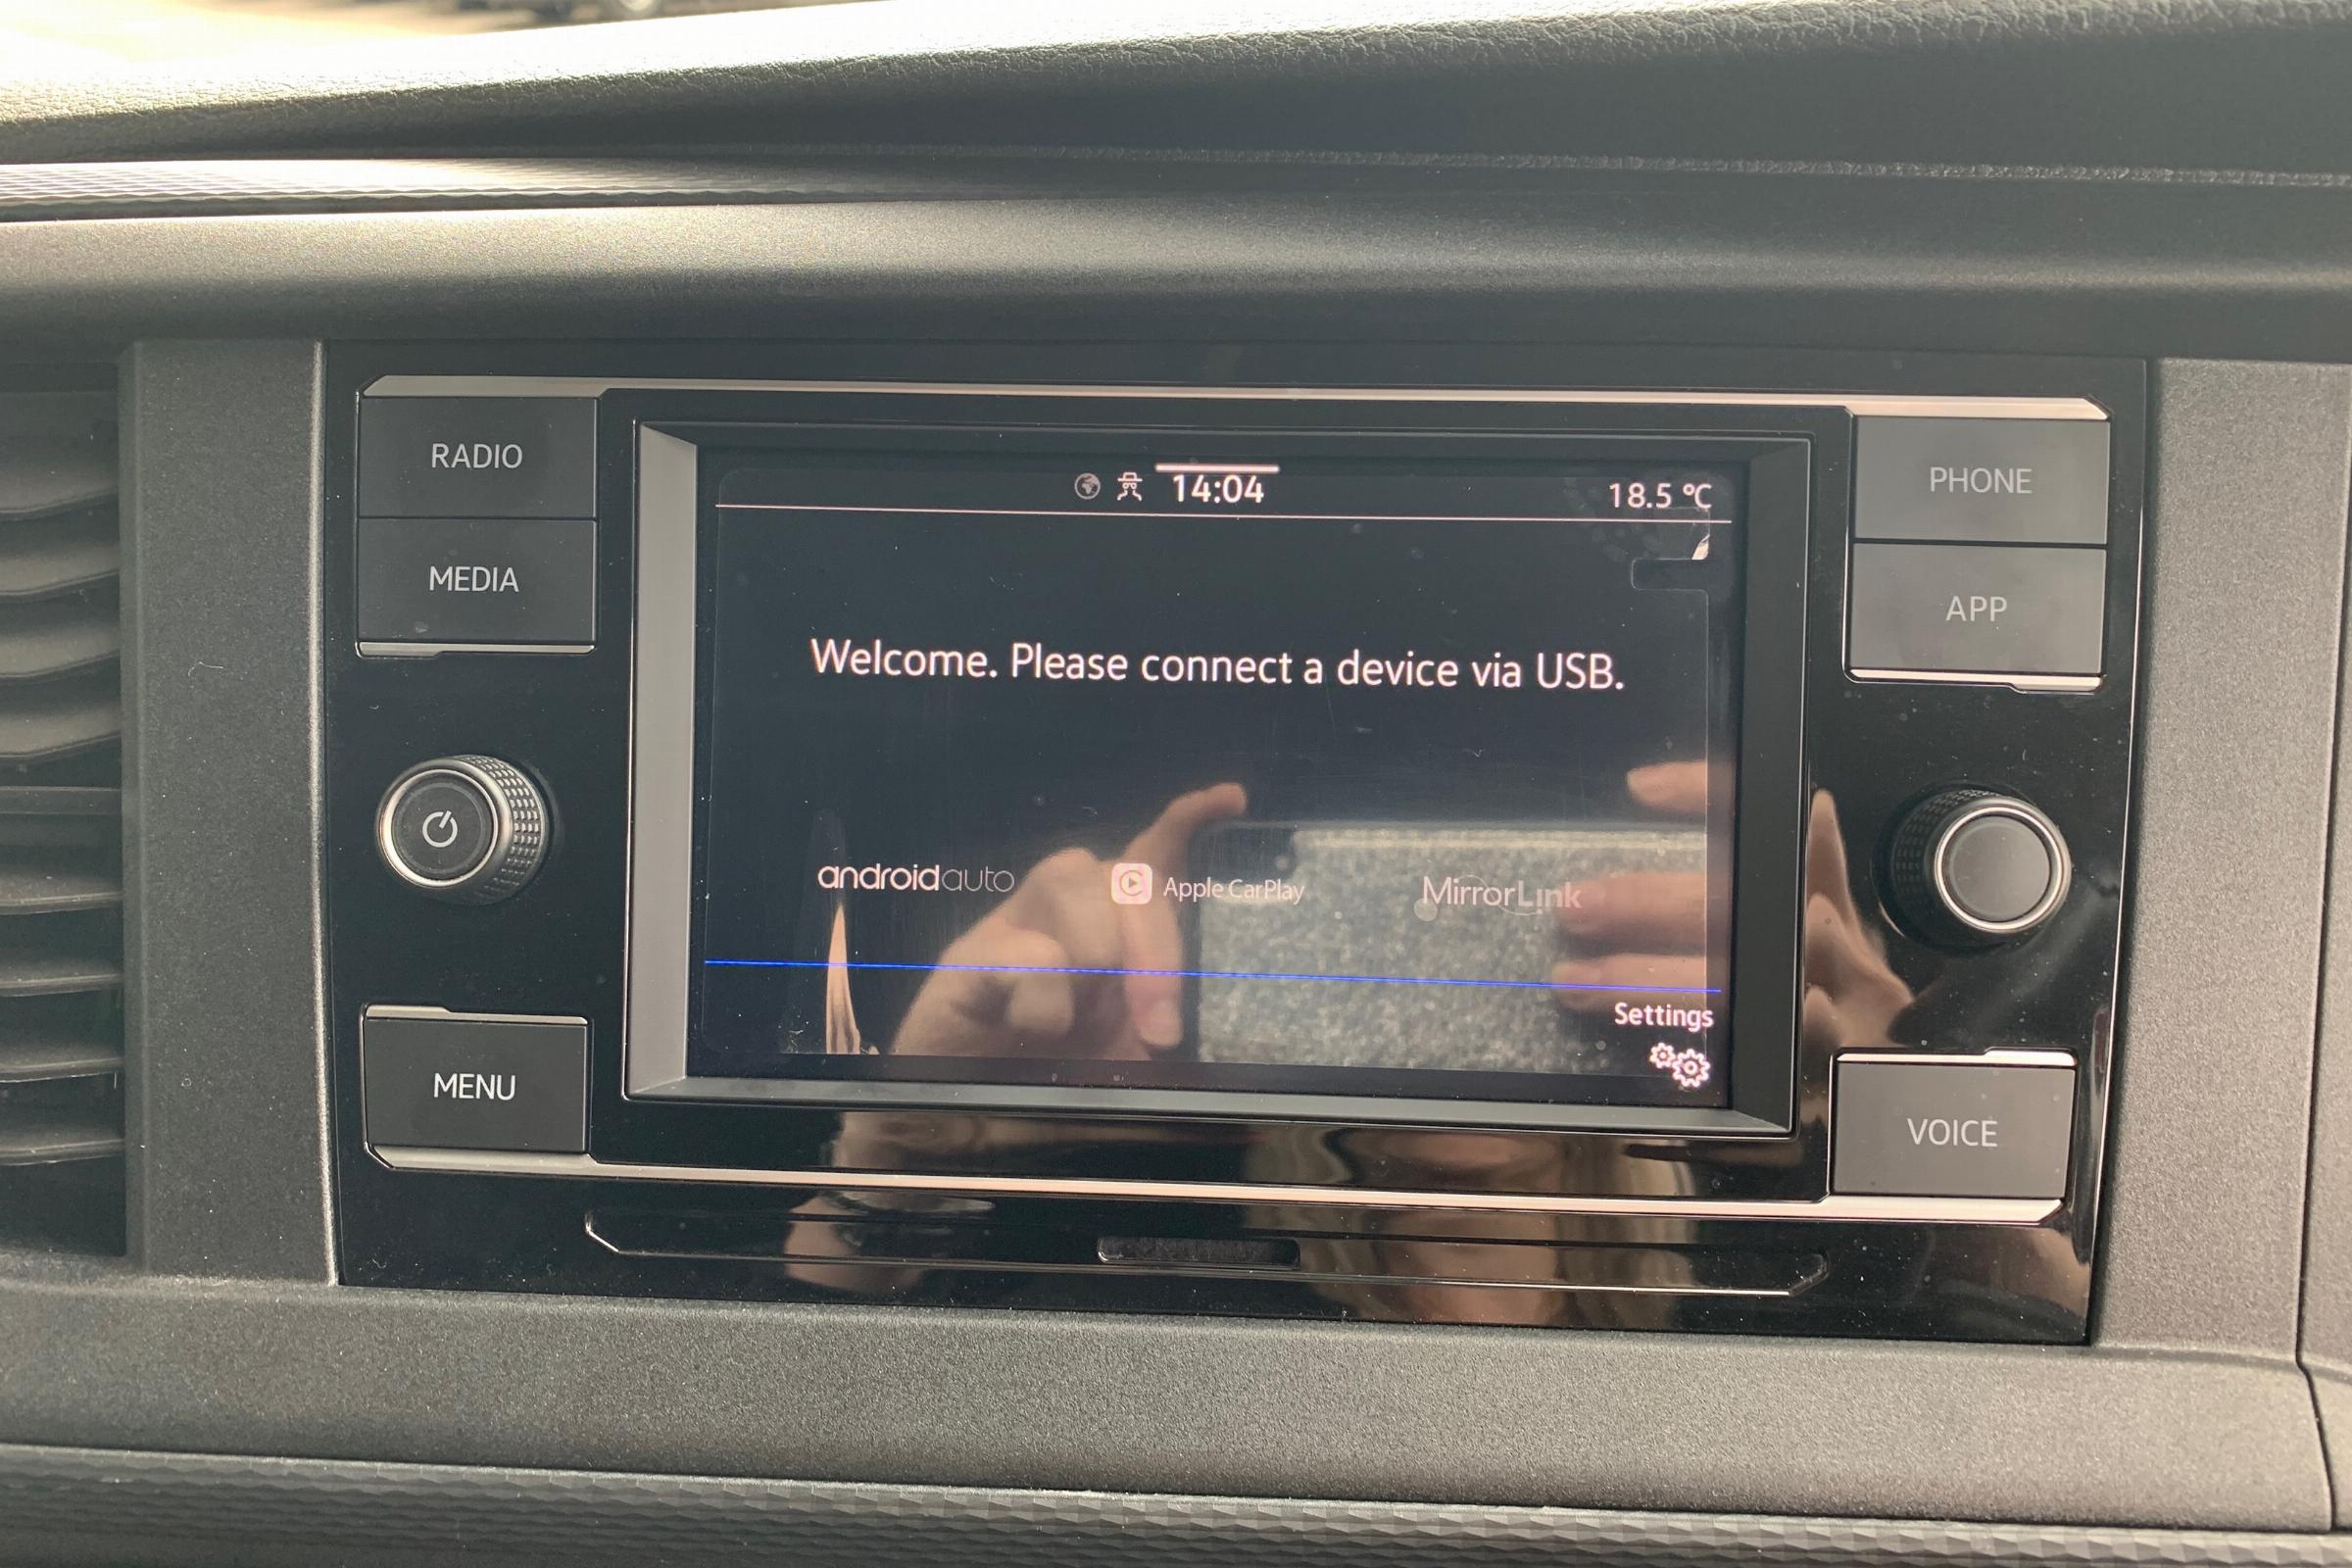 RADIO
MEDIA
MENU
14:04
18.5 °C
Welcome. Please connect a device via USB.
androidauto
Apple CarPlay
MirrorLink
Settings
PHONE
APP
VOICE